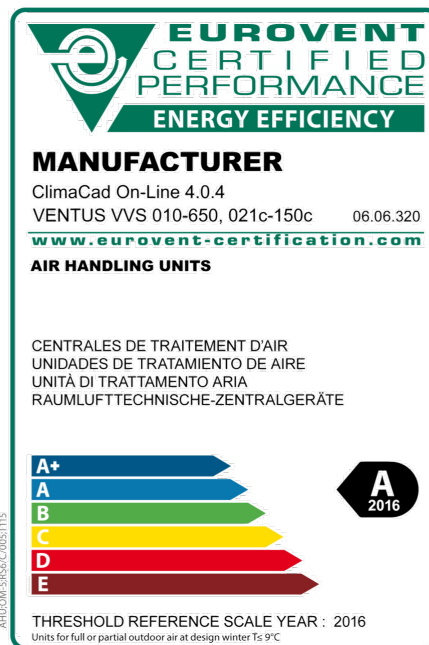 EUROVENT
CERTIFIED
PERFORMANCE
ENERGY EFFICIENCY
MANUFACTURER
ClimaCad On-Line 4.0.4
VENTUS VVS 010-650, 021c-150c 06.06.320
www.eurovent-certification.com
AIR HANDLING UNITS
CENTRALES DE TRAITEMENT D'AIR
UNIDADES DE TRATAMIENTO DE AIRE
UNITÀ DI TRATTAMENTO ARIA
RAUMLUFTTECHNISCHE-ZENTRALGERÄTE
A+
A
B
C
D
E
A
2016
THRESHOLD REFERENCE SCALE YEAR : 2016
Units for full or partial outdoor air at design winter T≤ 9°C